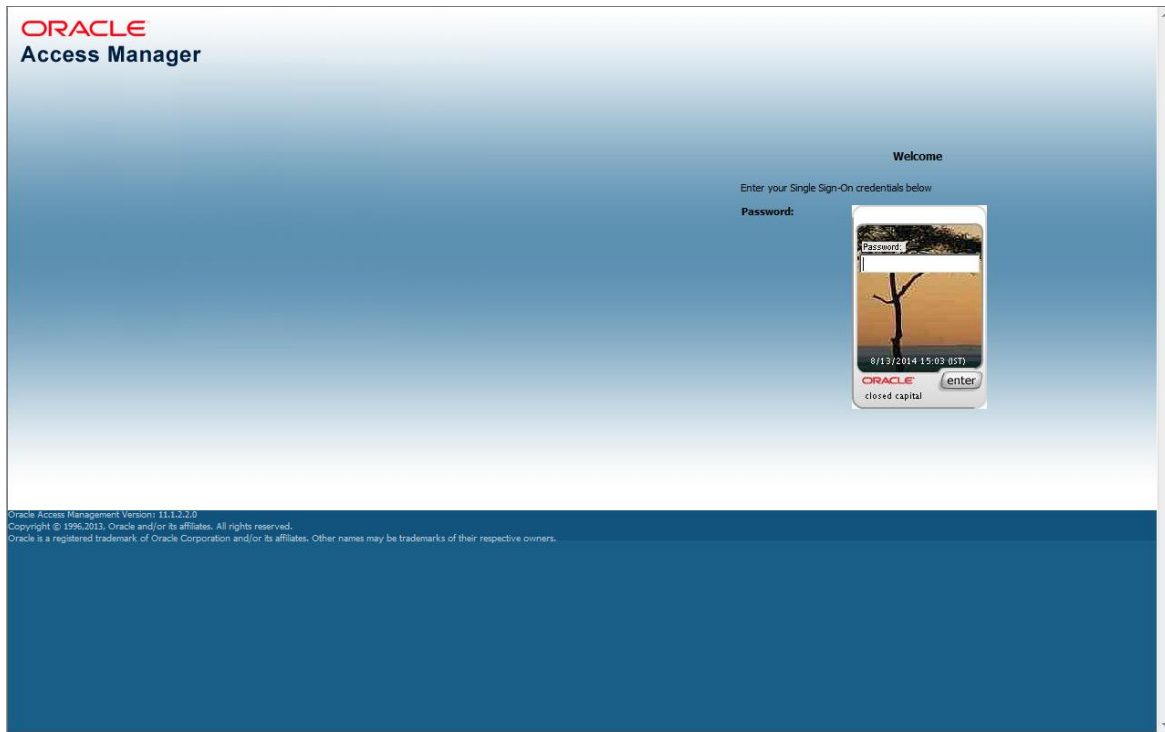 ORACLE
Access Manager
Welcome
Enter your Single Sign-On credentials below
Password:
Password:
8/13/2014 15:03 (IST)
ORACLE
enter
closed capital
Oracle Access Management Version: 11.1.2.2.0
Copyright © 1996,2013, Oracle and/or its affiliates. All rights reserved.
Oracle is a registered trademark of Oracle Corporation and/or its affiliates. Other names may be trademarks of their respective owners.